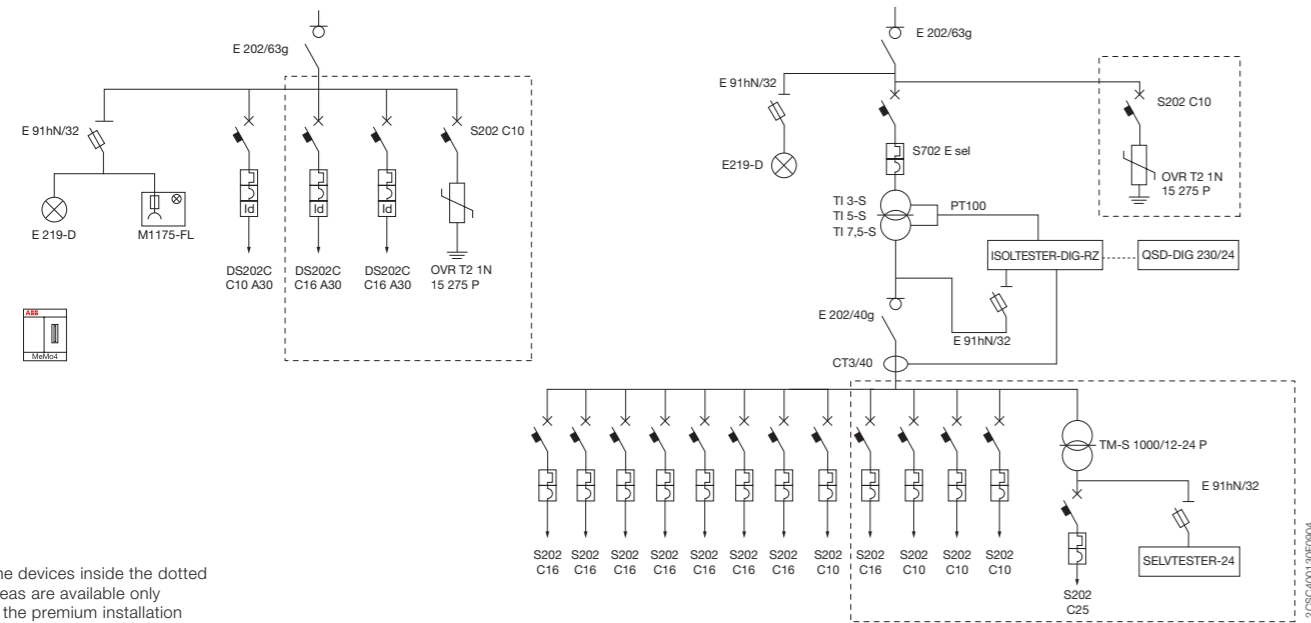 E 202/63g
E 91hN/32
S202 C10
Id
Id
Id
E 219-D
M1175-FL
DS202C
C10 A30
DS202C
C16 A30
DS202C
C16 A30
OVR T2 1N
15 275 P
ABB
MeMo4
E 202/63g
E 91hN/32
S202 C10
E219-D
S702 E sel
OVR T2 1N
15 275 P
TI 3-S
TI 5-S
TI 7,5-S
PT100
ISOLTESTER-DIG-RZ
QSD-DIG 230/24
E 202/40g
E 91hN/32
CT3/40
TM-S 1000/12-24 P
E 91hN/32
S202
C16
S202
C16
S202
C16
S202
C16
S202
C16
S202
C16
S202
C16
S202
C10
S202
C16
S202
C10
S202
C10
S202
C10
SELVTESTER-24
S202
C25
ne devices inside the dotted
eas are available only
the premium installation
2CSC400130F0904